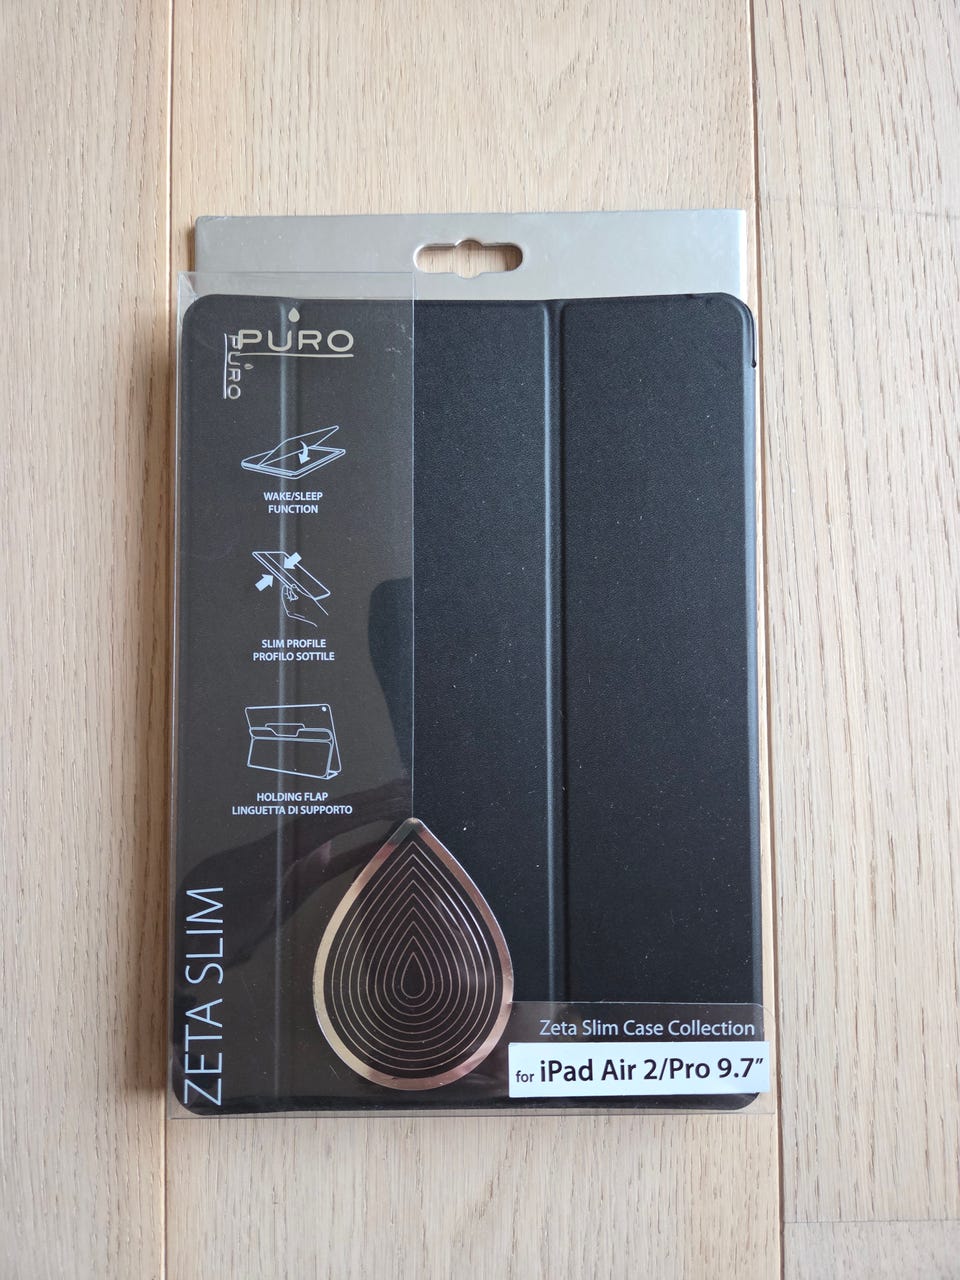 PURO
PURO
WAKE/SLEEP
FUNCTION
SLIM PROFILE
PROFILO SOTTILE
HOLDING FLAP
LINGUETTA DI SUPPORTO
ZETA SLIM
Zeta Slim Case Collection
for iPad Air 2/Pro 9.7”